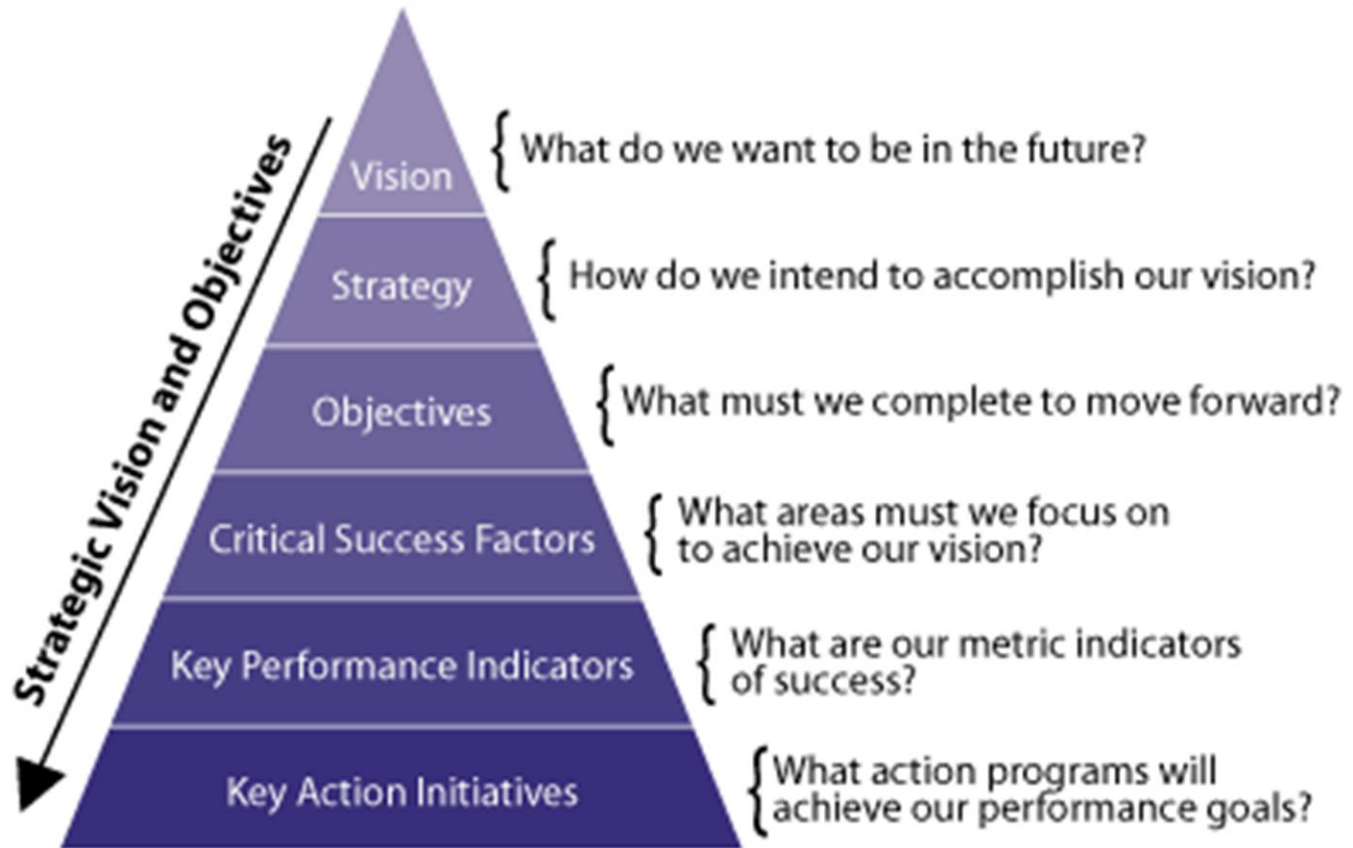 Strategic Vision and Objectives
Vision
{ What do we want to be in the future?
Strategy
{ How do we intend to accomplish our vision?
Objectives
{ What must we complete to move forward?
Critical Success Factors
{ What areas must we focus on
to achieve our vision?
Key Performance Indicators
{ What are our metric indicators
of success?
Key Action Initiatives
{ What action programs will
achieve our performance goals?